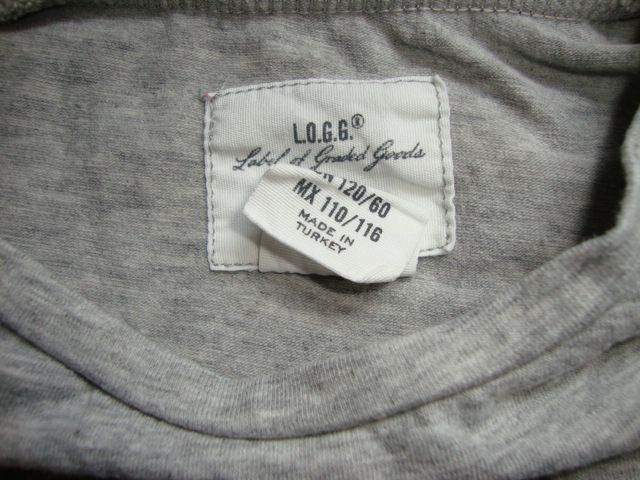 L.O.G.G.®
Label of Graded Goods
120/60
MX 110/116
MADE IN
TURKEY